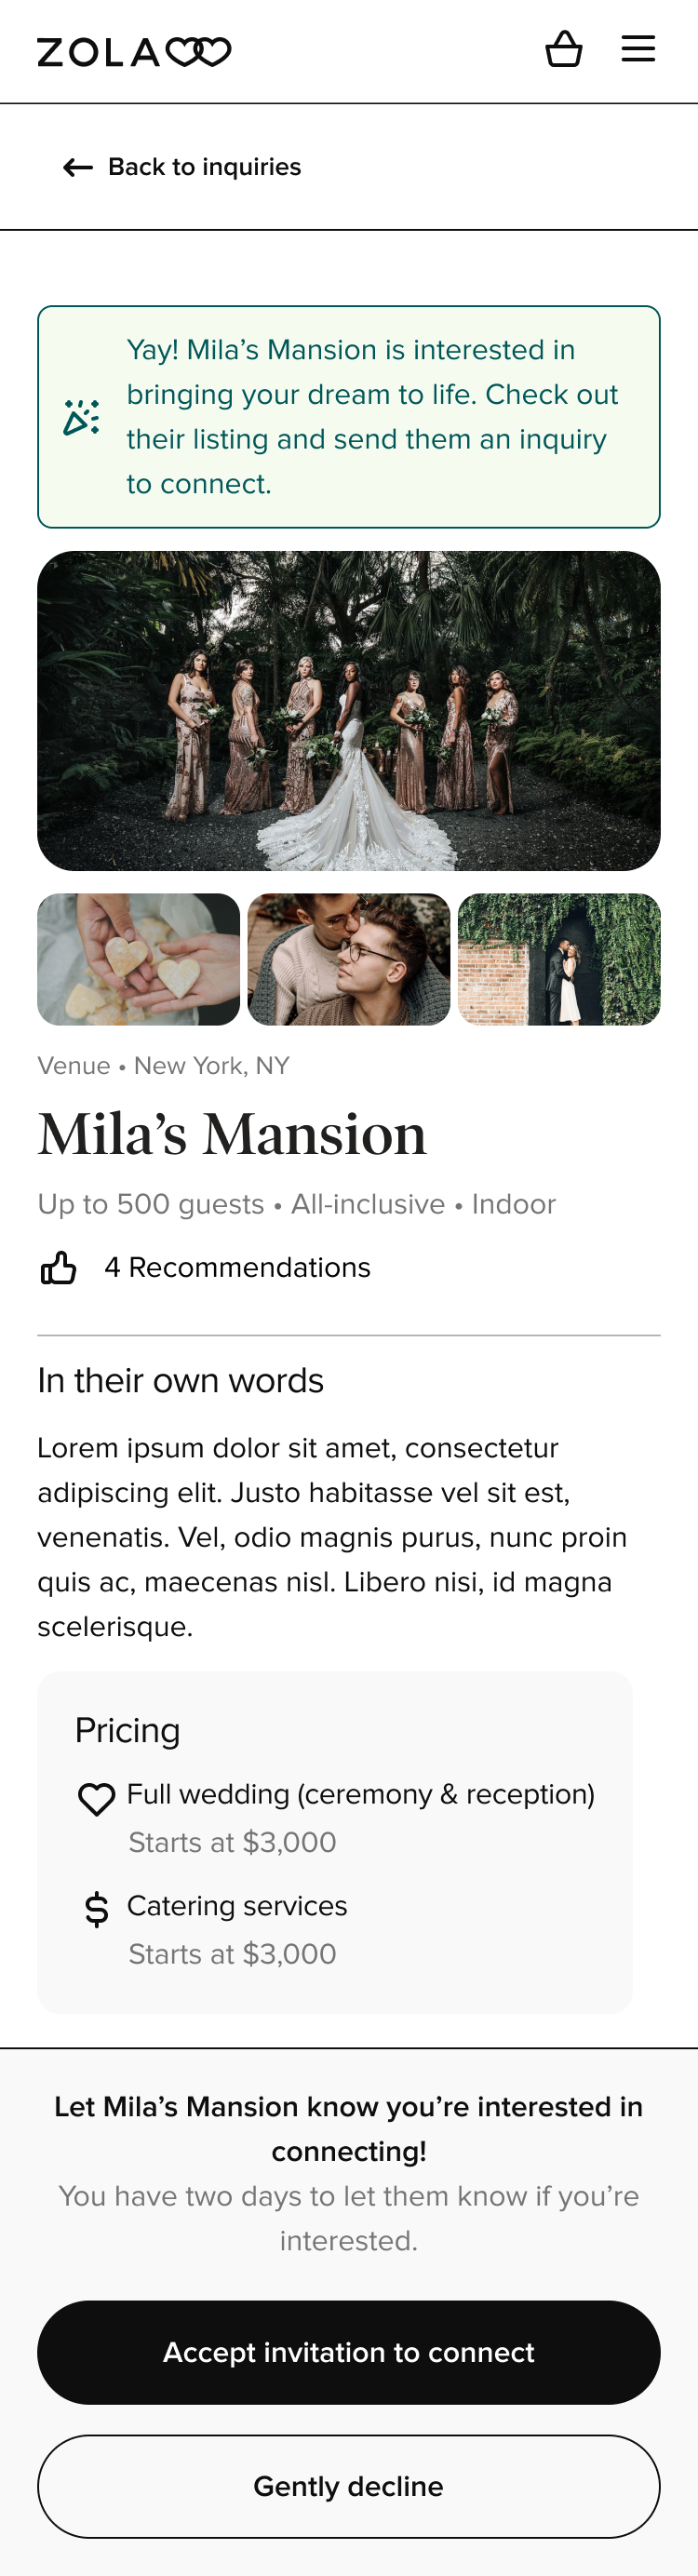 ZOLA
Back to inquiries
Yay! Mila’s Mansion is interested in
bringing your dream to life. Check out
their listing and send them an inquiry
to connect.
Venue • New York, NY
Mila’s Mansion
Up to 500 guests • All-inclusive • Indoor
4 Recommendations
In their own words
Lorem ipsum dolor sit amet, consectetur
adipiscing elit. Justo habitasse vel sit est,
venenatis. Vel, odio magnis purus, nunc proin
quis ac, maecenas nisl. Libero nisi, id magna
scelerisque.
Pricing
Full wedding (ceremony & reception)
Starts at $3,000
$ Catering services
Starts at $3,000
Let Mila’s Mansion know you’re interested in
connecting!
You have two days to let them know if you’re
interested.
Accept invitation to connect
Gently decline